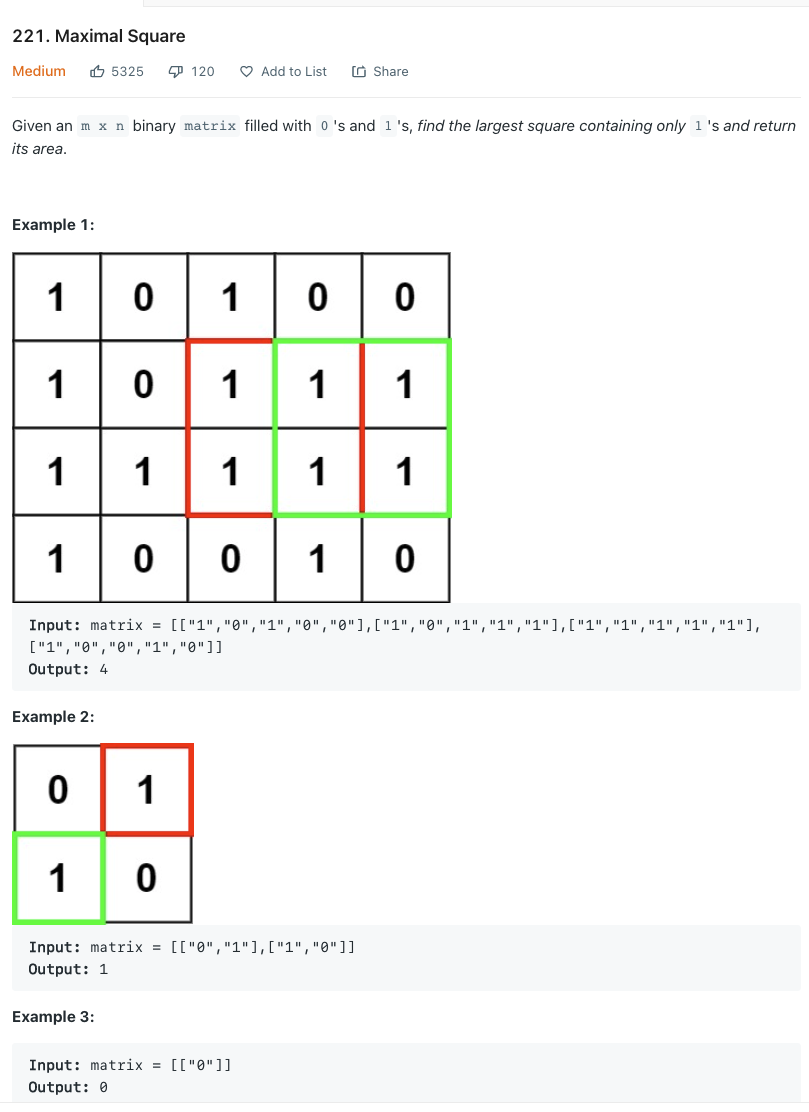 221. Maximal Square
Medium 5325 120 Add to List Share
Given an m x n binary matrix filled with 0 's and 1 's, find the largest square containing only 1 's and return
its area.
Example 1:
1 0 1 0 0
1 0 1 1 1
1 1 1 1 1
1 0 0 1 0
Input: matrix = [["1","0","1","0","0"],["1","0","1","1","1"],["1","1","1","1","1"],
["1","0","0","1","0"]]
Output: 4
Example 2:
0 1
1 0
Input: matrix = [["0","1"],["1","0"]]
Output: 1
Example 3:
Input: matrix = [["0"]]
Output: 0